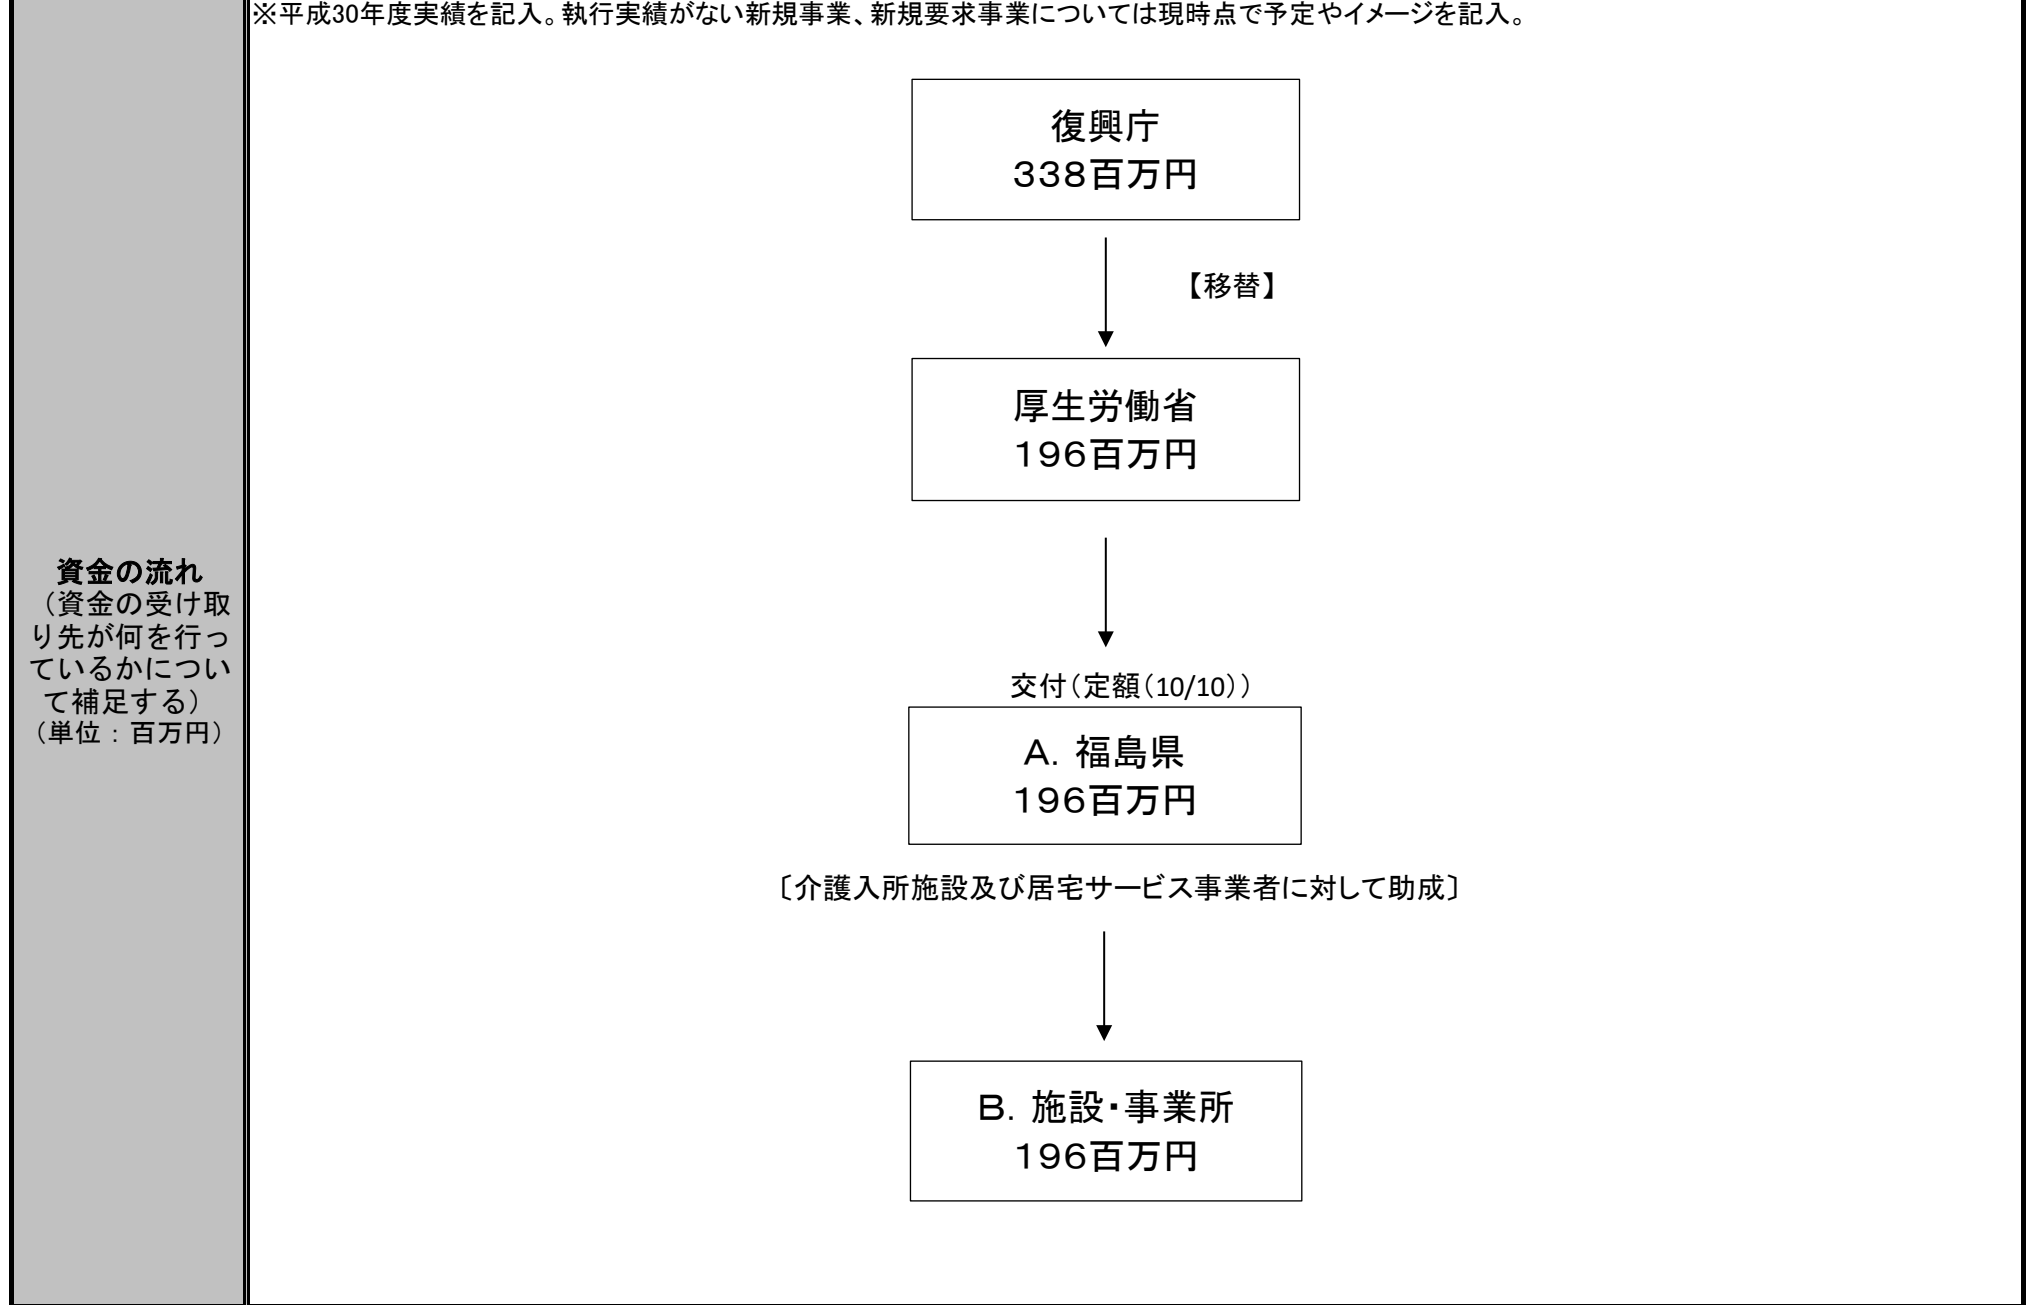 ※平成30年度実績を記入。執行実績がない新規事業、新規要求事業については現時点で予定やイメージを記入。
復興庁
338百万円
【移替】
厚生労働省
196百万円
資金の流れ
（資金の受け取
り先が何を行っ
ているかについ
て補足する）
（単位：百万円）
交付（定額（10/10））
A．福島県
196百万円
〔介護入所施設及び居宅サービス事業者に対して助成〕
B．施設・事業所
196百万円